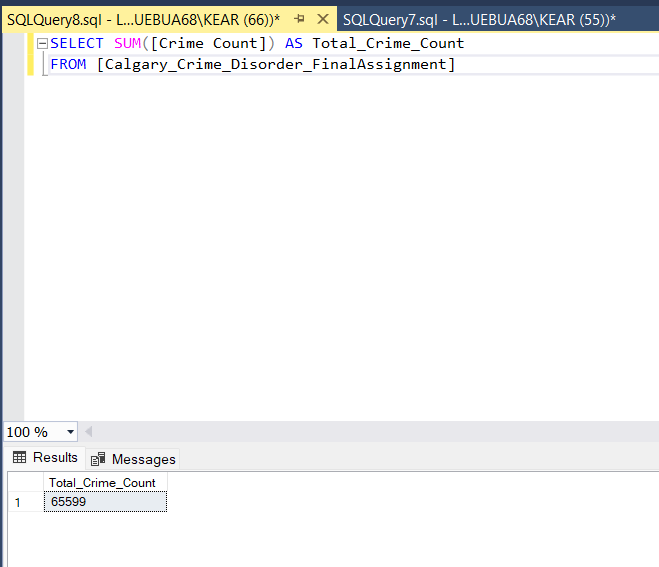 SQLQuery8.sql - L...UEBUA68\KEAR (66))* SQLQuery7.sql - L...UEBUA68\KEAR (55))*
SELECT SUM([Crime Count]) AS Total_Crime_Count
FROM [Calgary_Crime_Disorder_FinalAssignment]
100 %
Results Messages
Total_Crime_Count
1 65599